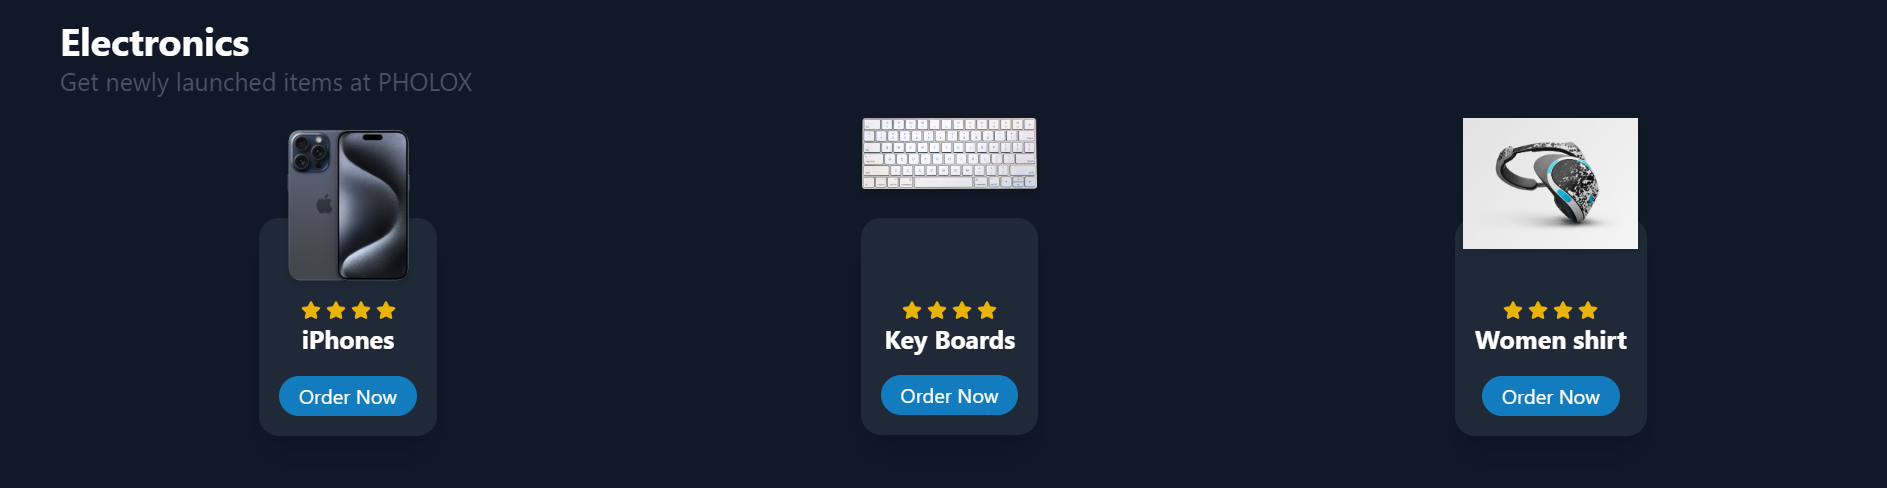 Electronics
Get newly launched items at PHOLOX
iPhones
Key Boards
Women shirt
Order Now
Order Now
Order Now